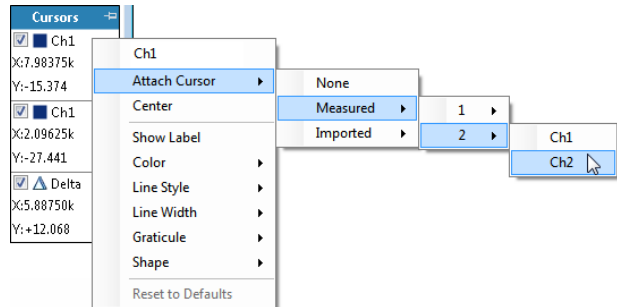 Cursors
Ch1
X:7.98375k
Y:-15.374
Ch1
X:2.09625k
Y:-27.441
Delta
X:5.88750k
Y:+12.068
Ch1
Attach Cursor
Center
Show Label
Color
Line Style
Line Width
Graticule
Shape
Reset to Defaults
None
Measured
Imported
1
2
Ch1
Ch2